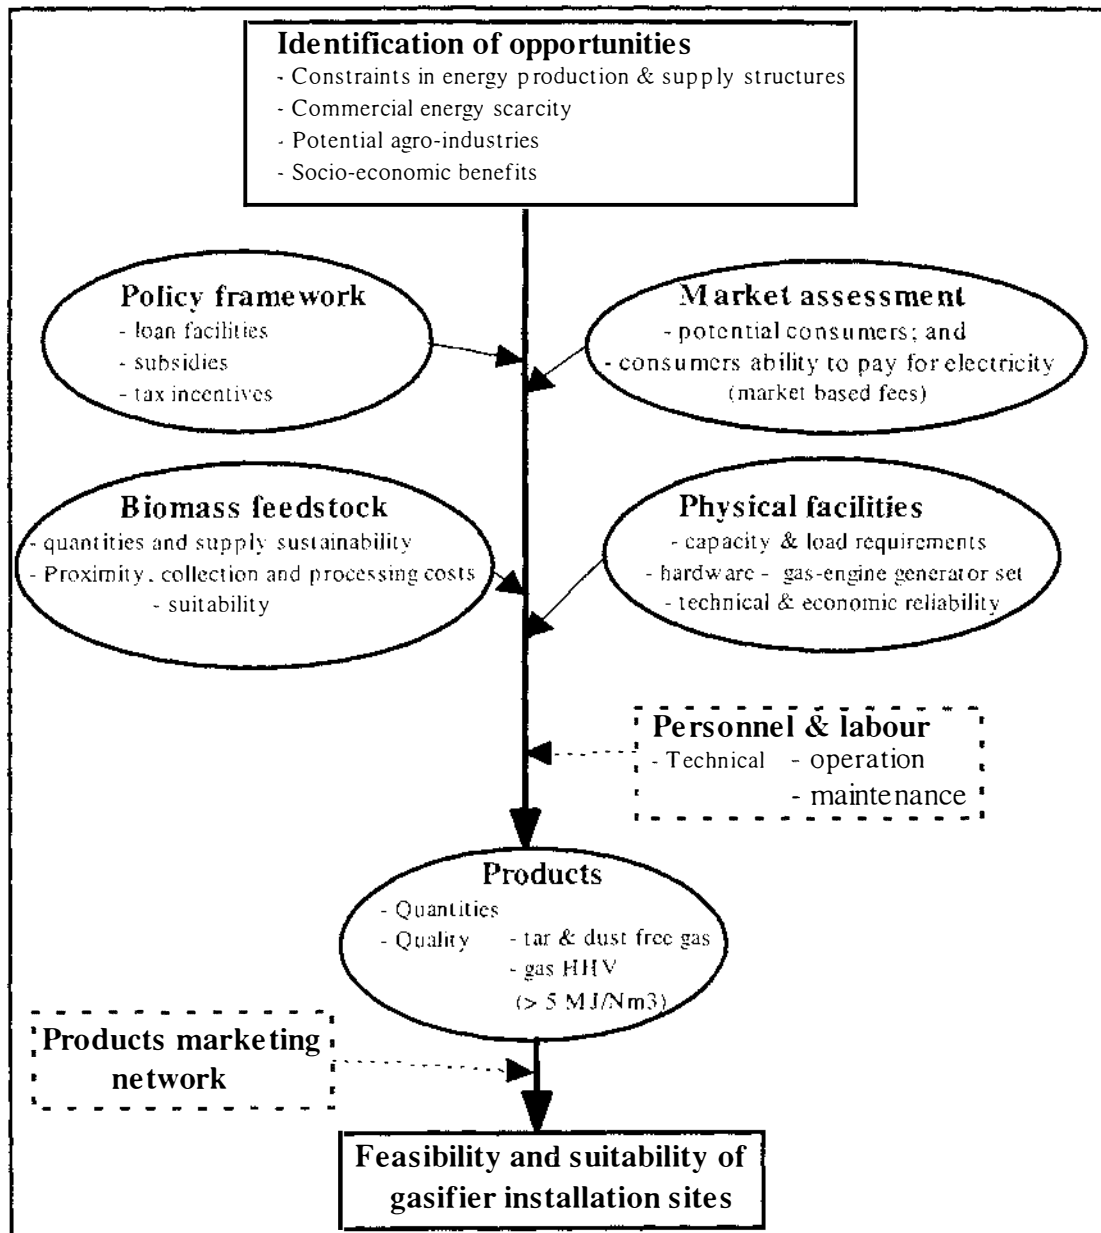 Identification of opportunities
- Constraints in energy production & supply structures
- Commercial energy scarcity
- Potential agro-industries
- Socio-economic benefits
Policy framework
- loan facilities
- subsidies
- tax incentives
Market assessment
- potential consumers; and
- consumers ability to pay for electricity
(market based fees)
Biomass feedstock
- quantities and supply sustainability
- Proximity, collection and processing costs
- suitability
Physical facilities
- capacity & load requirements
- hardware - gas-engine generator set
- technical & economic reliability
Personnel & labour
- Technical - operation
- maintenance
Products
- Quantities
- Quality - tar & dust free gas
- gas HHV
(> 5 MJ/Nm3)
Products marketing
network
Feasibility and suitability of
gasifier installation sites